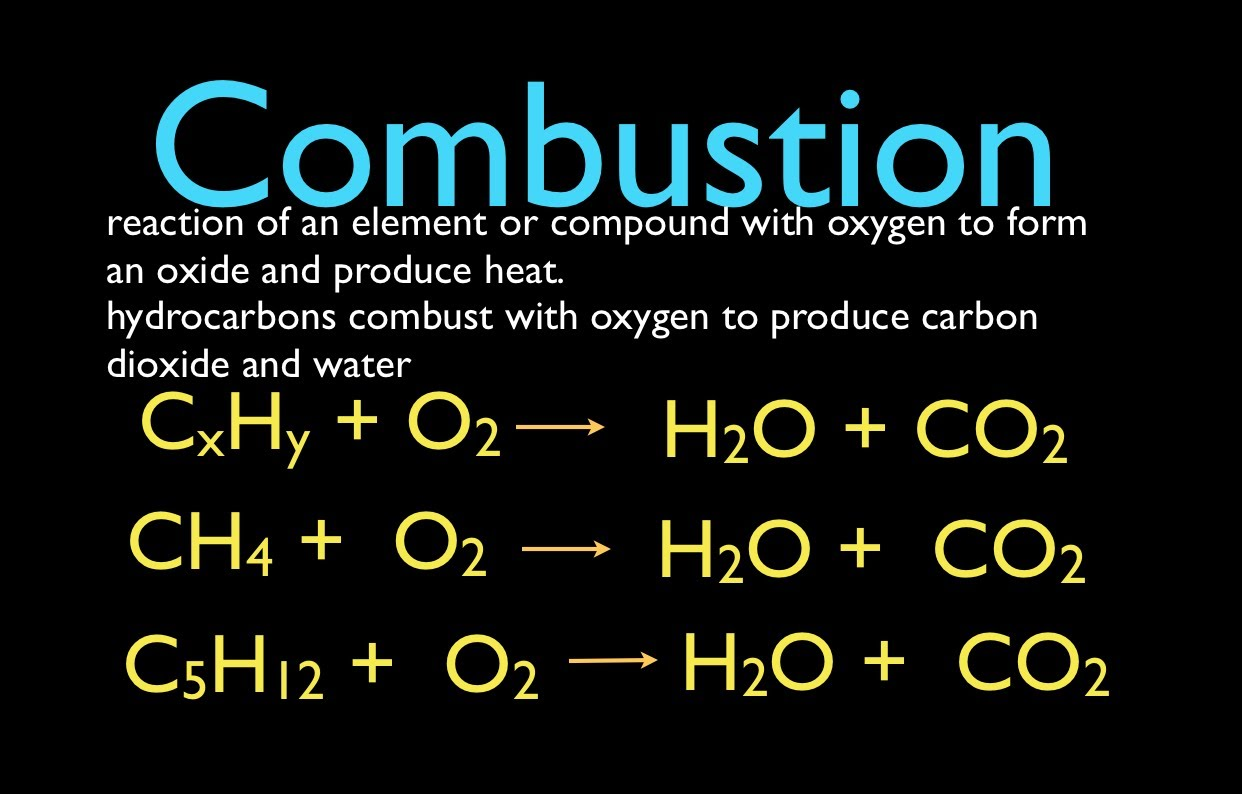 Combustion
reaction of an element or compound with oxygen to form
an oxide and produce heat.
hydrocarbons combust with oxygen to produce carbon
dioxide and water
CₓHᵧ + O₂ → H₂O + CO₂
CH₄ + O₂ → H₂O + CO₂
C₅H₁₂ + O₂ → H₂O + CO₂